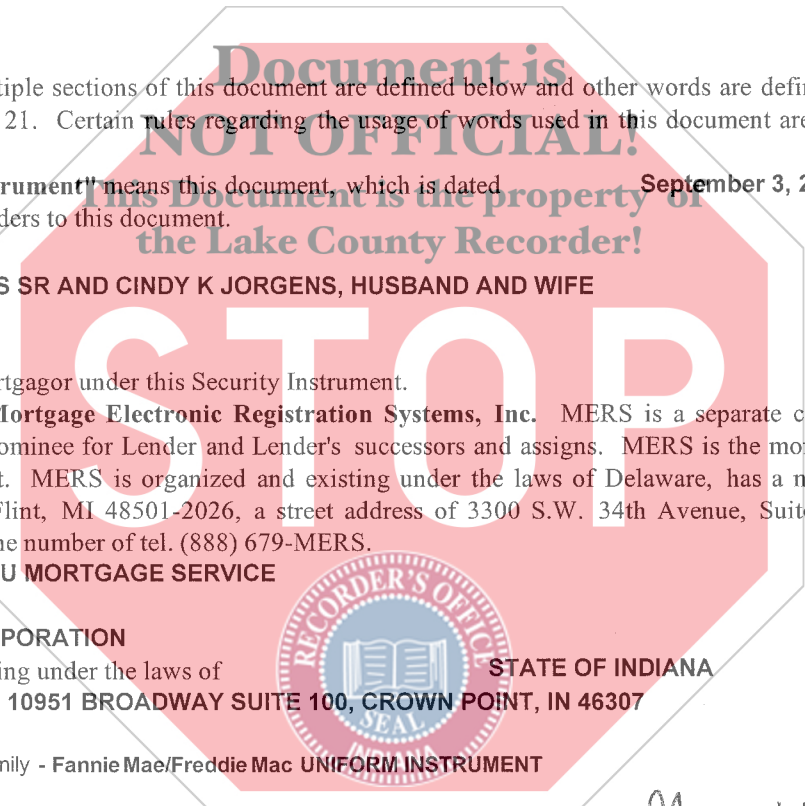 Document is
tiple sections of this document are defined below and other words are defin
NOT OFFICIAL!
21. Certain rules regarding the usage of words used in this document are
This Document is the property of
rument" means this document, which is dated September 3, 2
ders to this document.
the Lake County Recorder!
S SR AND CINDY K JORGENS, HUSBAND AND WIFE
STOP
rtgagor under this Security Instrument.
Mortgage Electronic Registration Systems, Inc. MERS is a separate c
ominee for Lender and Lender's successors and assigns. MERS is the mor
t. MERS is organized and existing under the laws of Delaware, has a m
Flint, MI 48501-2026, a street address of 3300 S.W. 34th Avenue, Suite
ne number of tel. (888) 679-MERS.
U MORTGAGE SERVICE
RECORDER'S OFFICE
PORATION
ing under the laws of STATE OF INDIANA
10951 BROADWAY SUITE 100, CROWN POINT, IN 46307
SEAL
INDIANA
mily - Fannie Mae/Freddie Mac UNIFORM INSTRUMENT